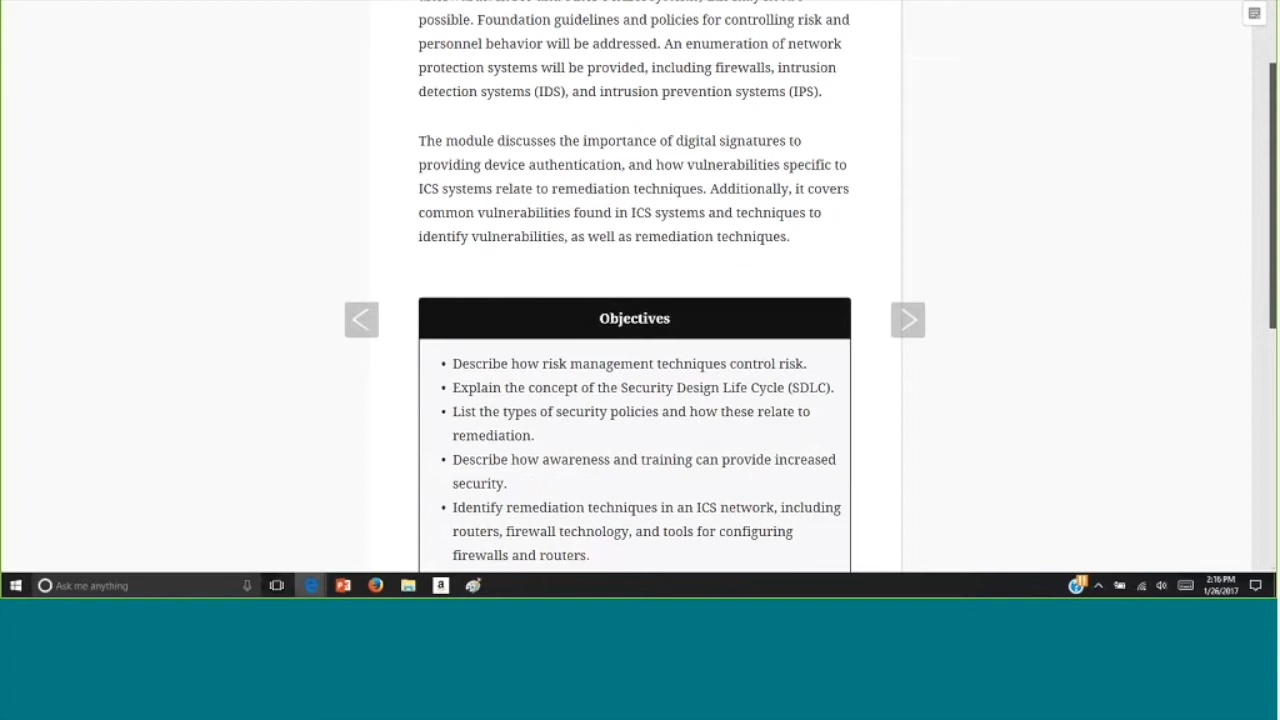 possible. Foundation guidelines and policies for controlling risk and
personnel behavior will be addressed. An enumeration of network
protection systems will be provided, including firewalls, intrusion
detection systems (IDS), and intrusion prevention systems (IPS).
The module discusses the importance of digital signatures to
providing device authentication, and how vulnerabilities specific to
ICS systems relate to remediation techniques. Additionally, it covers
common vulnerabilities found in ICS systems and techniques to
identify vulnerabilities, as well as remediation techniques.
Objectives
• Describe how risk management techniques control risk.
• Explain the concept of the Security Design Life Cycle (SDLC).
• List the types of security policies and how these relate to
remediation.
• Describe how awareness and training can provide increased
security.
• Identify remediation techniques in an ICS network, including
routers, firewall technology, and tools for configuring
firewalls and routers.
Ask me anything
a
2:16 PM
1/26/2017